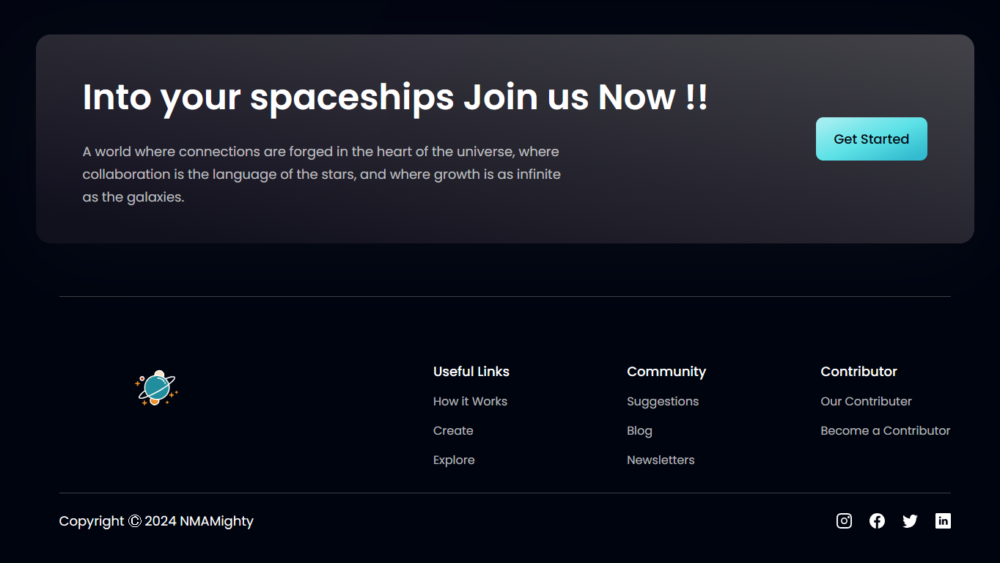 Into your spaceships Join us Now !!
A world where connections are forged in the heart of the universe, where
collaboration is the language of the stars, and where growth is as infinite
as the galaxies.
Get Started
Useful Links
How it Works
Create
Explore
Community
Suggestions
Blog
Newsletters
Contributor
Our Contributer
Become a Contributor
Copyright © 2024 NMAMighty